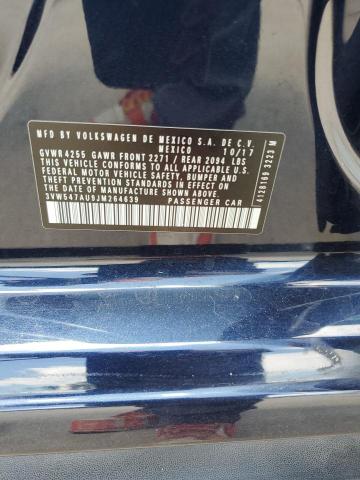 MFD BY VOLKSWAGEN DE MEXICO S.A. DE C.V.
MEXICO 10/17
GVWR 4255 GAWR FRONT 2271/ REAR 2094 LBS
THIS VEHICLE CONFORMS TO ALL APPLICABLE U.S.
FEDERAL MOTOR VEHICLE SAFETY, BUMPER AND
THEFT PREVENTION STANDARDS IN EFFECT ON THE
DATE OF MANUFACTURE SHOWN ABOVE
3VW547AU9JM264639 PASSENGER CAR
4128169 3223 M